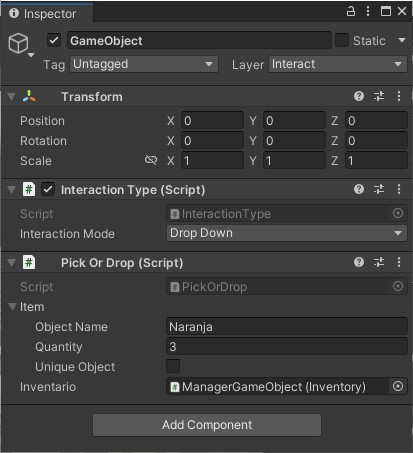 Inspector
GameObject Static
Tag Untagged Layer Interact
Transform
Position X 0 Y 0 Z 0
Rotation X 0 Y 0 Z 0
Scale X 1 Y 1 Z 1
# Interaction Type (Script)
Script # InteractionType
Interaction Mode Drop Down
# Pick Or Drop (Script)
Script # PickOrDrop
Item
Object Name Naranja
Quantity 3
Unique Object
Inventario # ManagerGameObject (Inventory)
Add Component